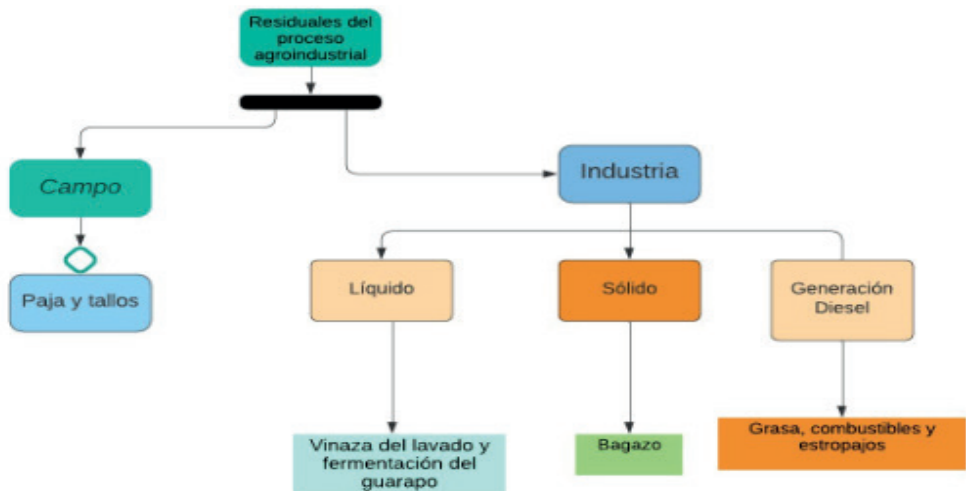 Residuales del
proceso
agroindustrial
Campo
Industria
Paja y tallos
Líquido
Sólido
Generación
Diesel
Vinaza del lavado y
fermentación del
guarapo
Bagazo
Grasa, combustibles y
estropajos